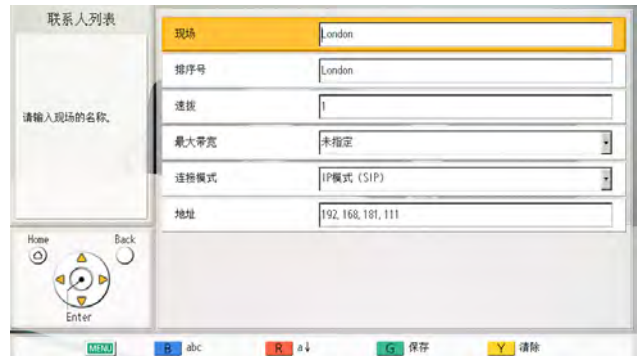 联系人列表
请输入现场的名称。
现场 London
排序号 London
速拨 1
最大带宽 未指定
连接模式 IP模式（SIP）
地址 192, 168, 181, 111
Home Back
Enter
MENU B abc R a↓ G 保存 Y 清除